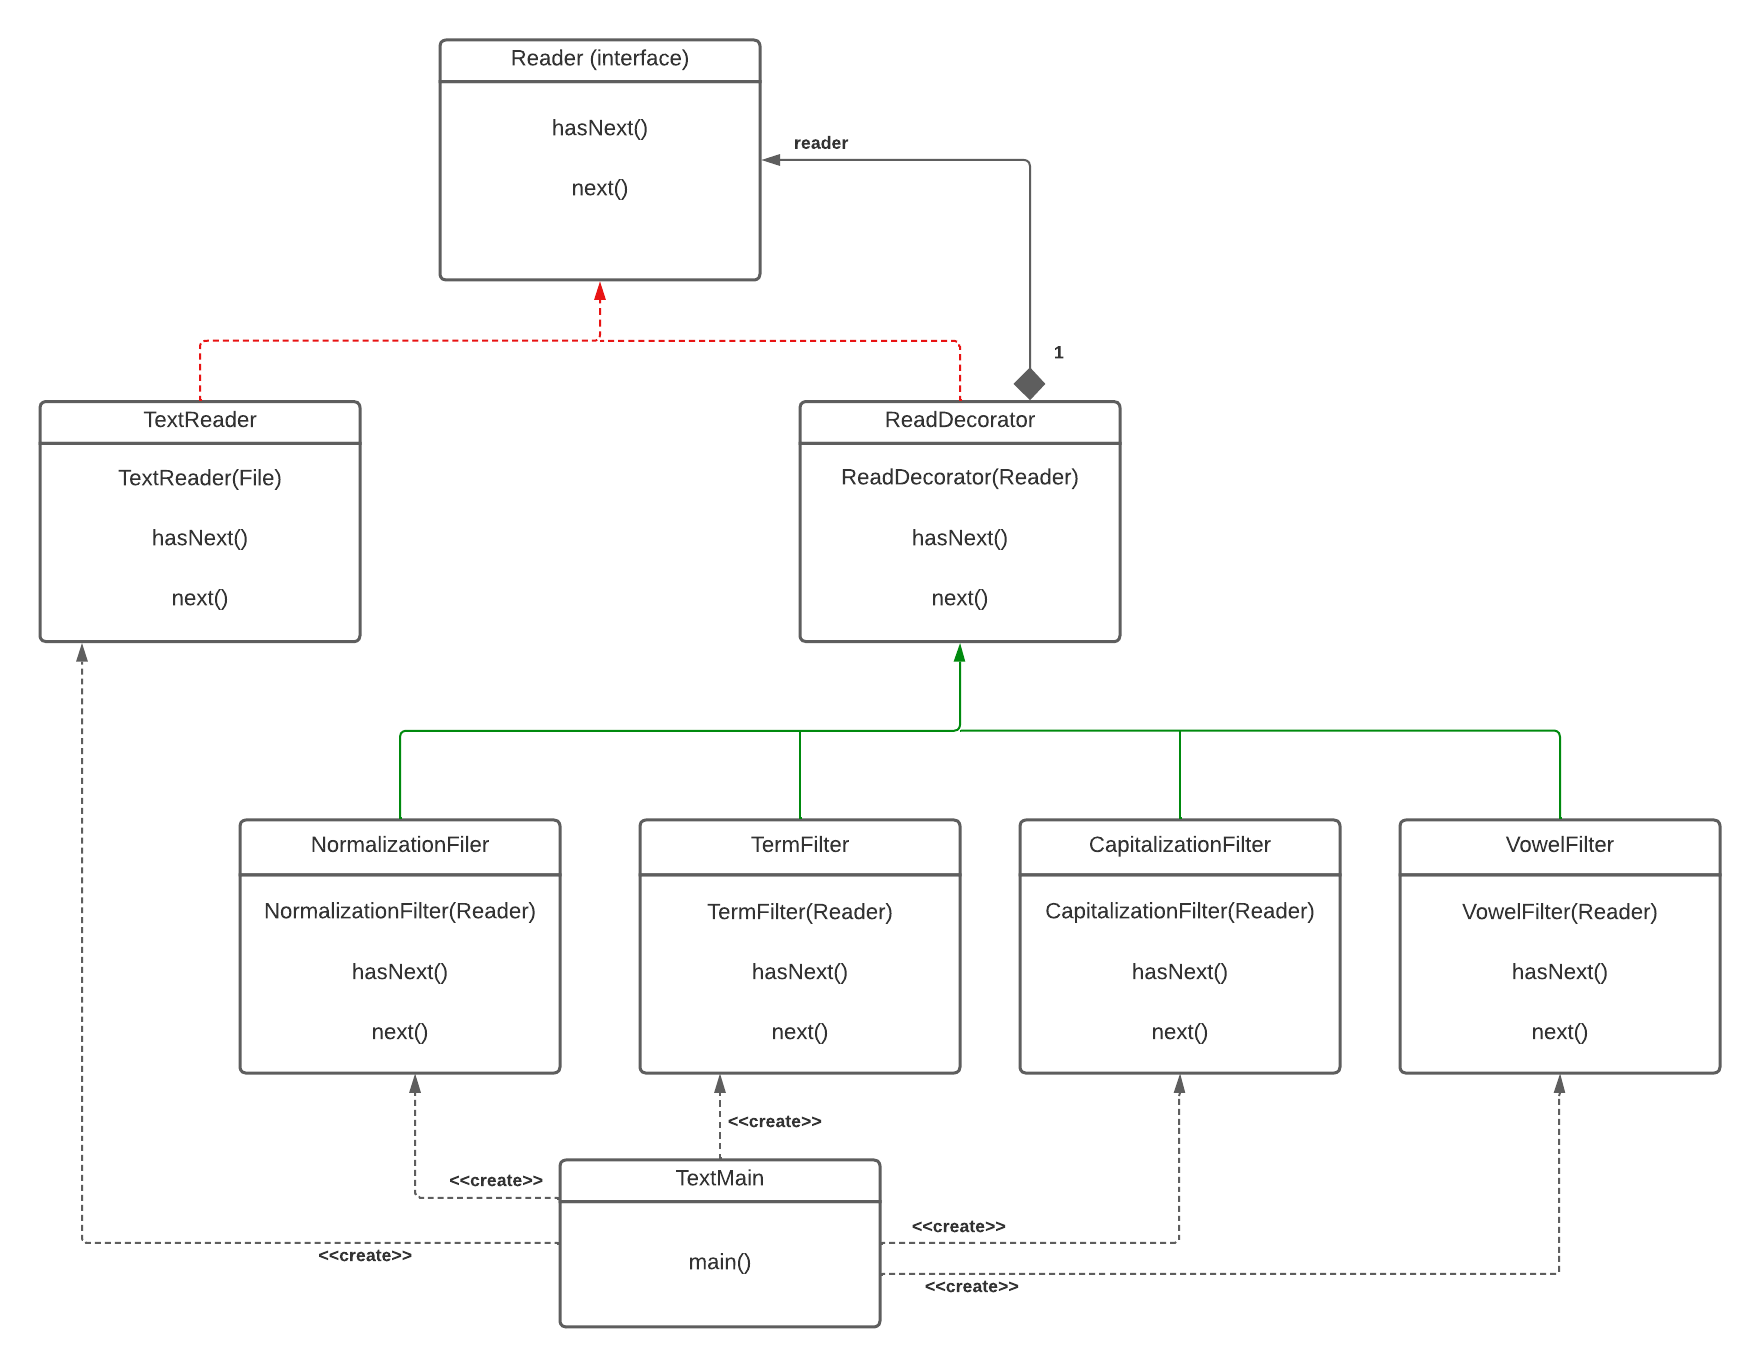 Reader (interface)
hasNext()
next()
reader
1
TextReader
TextReader(File)
hasNext()
next()
ReadDecorator
ReadDecorator(Reader)
hasNext()
next()
NormalizationFiler
NormalizationFilter(Reader)
hasNext()
next()
TermFilter
TermFilter(Reader)
hasNext()
next()
CapitalizationFilter
CapitalizationFilter(Reader)
hasNext()
next()
VowelFilter
VowelFilter(Reader)
hasNext()
next()
<<create>>
<<create>>
<<create>>
TextMain
main()
<<create>>
<<create>>